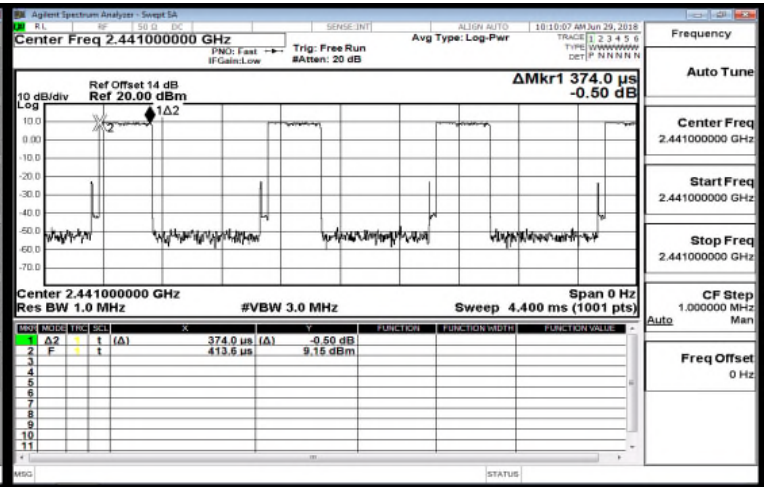 Agilent Spectrum Analyzer - Swept SA
RL RF 50 Ω DC SENSE:INT ALIGN AUTO 10:10:07 AM Jun 29, 2018
Center Freq 2.441000000 GHz
PNO: Fast
IFGain:Low
Trig: Free Run
#Atten: 20 dB
Avg Type: Log-Pwr
TRACE 1 2 3 4 5 6
TYPE WWWWWW
DET P N N N N N
Ref Offset 14 dB
Ref 20.00 dBm
10 dB/div
Log
ΔMkr1 374.0 µs
-0.50 dB
10.0
0.00
-10.0
-20.0
-30.0
-40.0
-50.0
-60.0
-70.0
1Δ2
2
Center 2.441000000 GHz
Span 0 Hz
Res BW 1.0 MHz
#VBW 3.0 MHz
Sweep 4.400 ms (1001 pts)
MKR MODE TRC SCL X Y FUNCTION FUNCTION WIDTH FUNCTION VALUE
1 Δ2 1 t (Δ) 374.0 µs (Δ) -0.50 dB
2 F 1 t 413.6 µs 9.15 dBm
3
4
5
6
7
8
9
10
11
MSG
STATUS
Frequency
Auto Tune
Center Freq
2.441000000 GHz
Start Freq
2.441000000 GHz
Stop Freq
2.441000000 GHz
CF Step
1.000000 MHz
Auto Man
Freq Offset
0 Hz